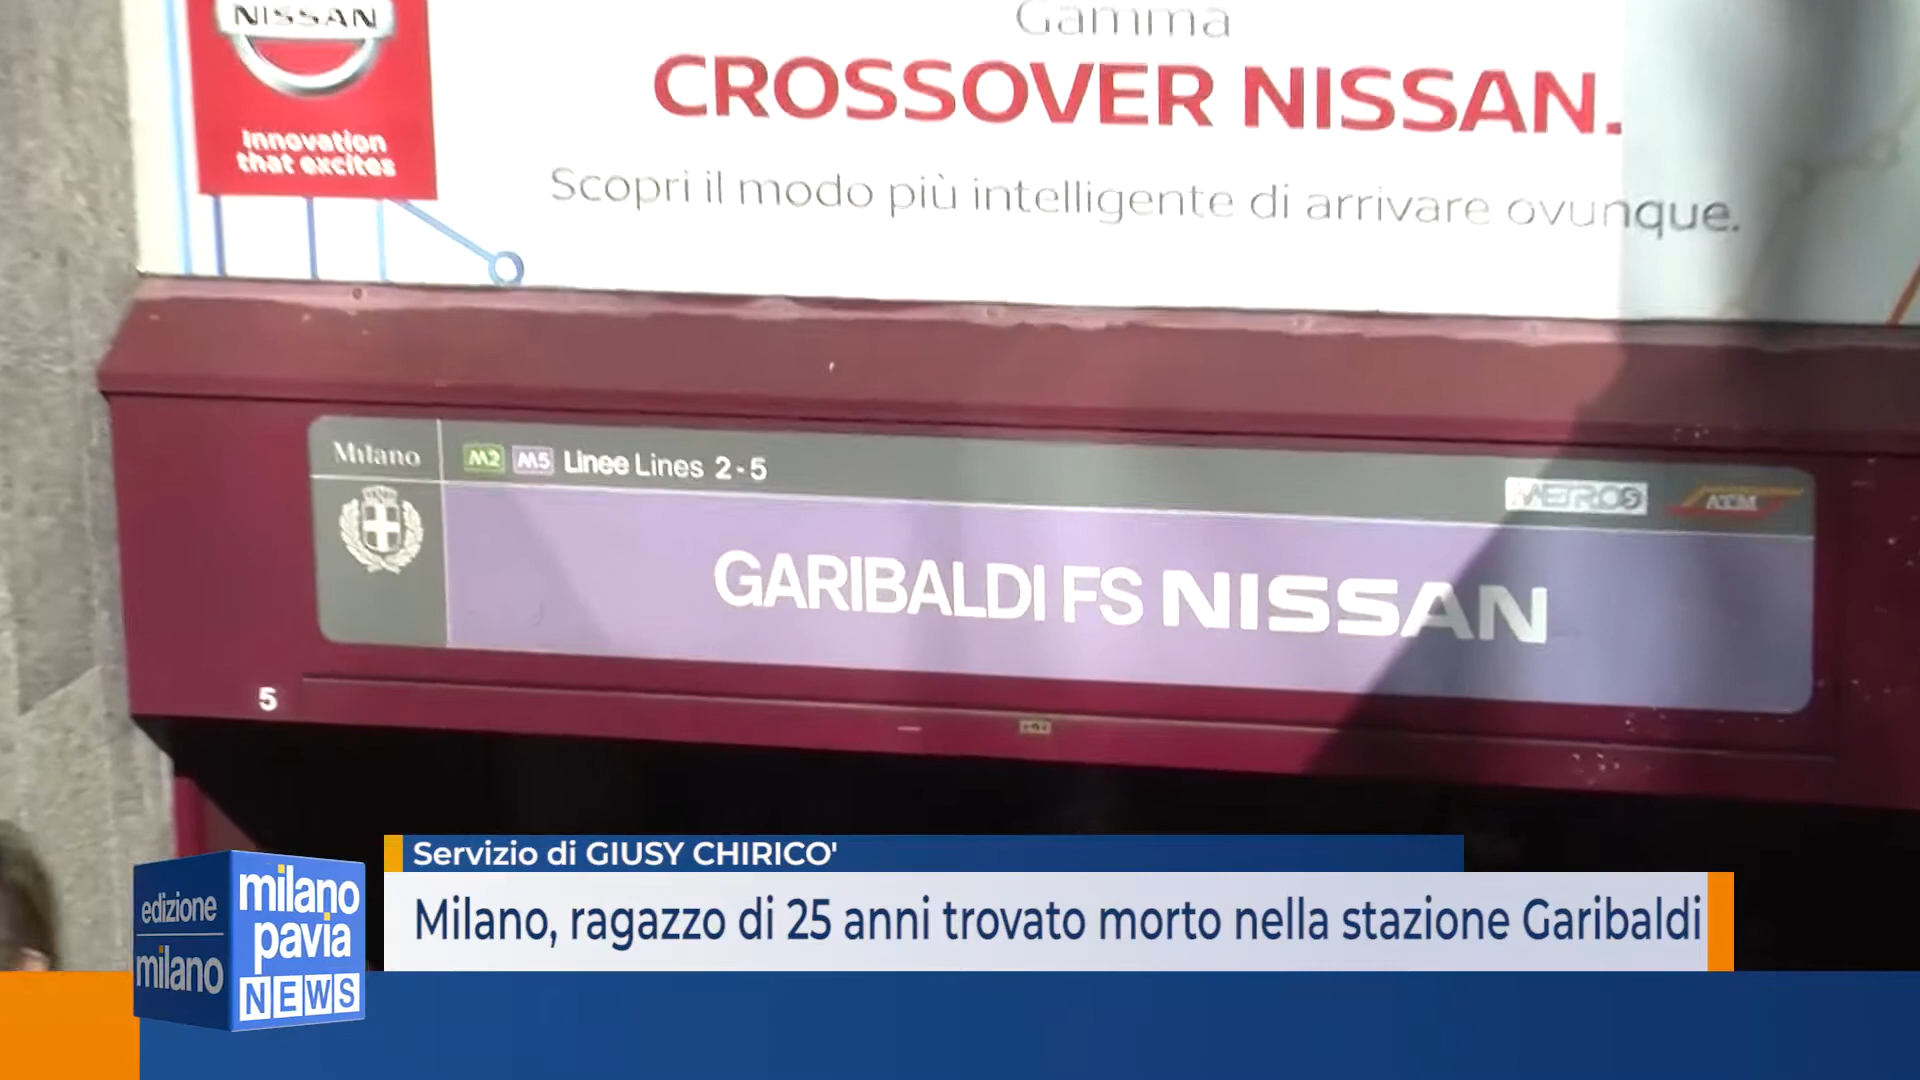 NISSAN
Innovation
that excites
Gamma
CROSSOVER NISSAN.
Scopri il modo più intelligente di arrivare ovunque.
Milano
M2 M5 Linee Lines 2 - 5
METRO5
ATM
GARIBALDI FS NISSAN
5
Servizio di GIUSY CHIRICO'
Milano, ragazzo di 25 anni trovato morto nella stazione Garibaldi
edizione
milano
milano
pavia
NEWS